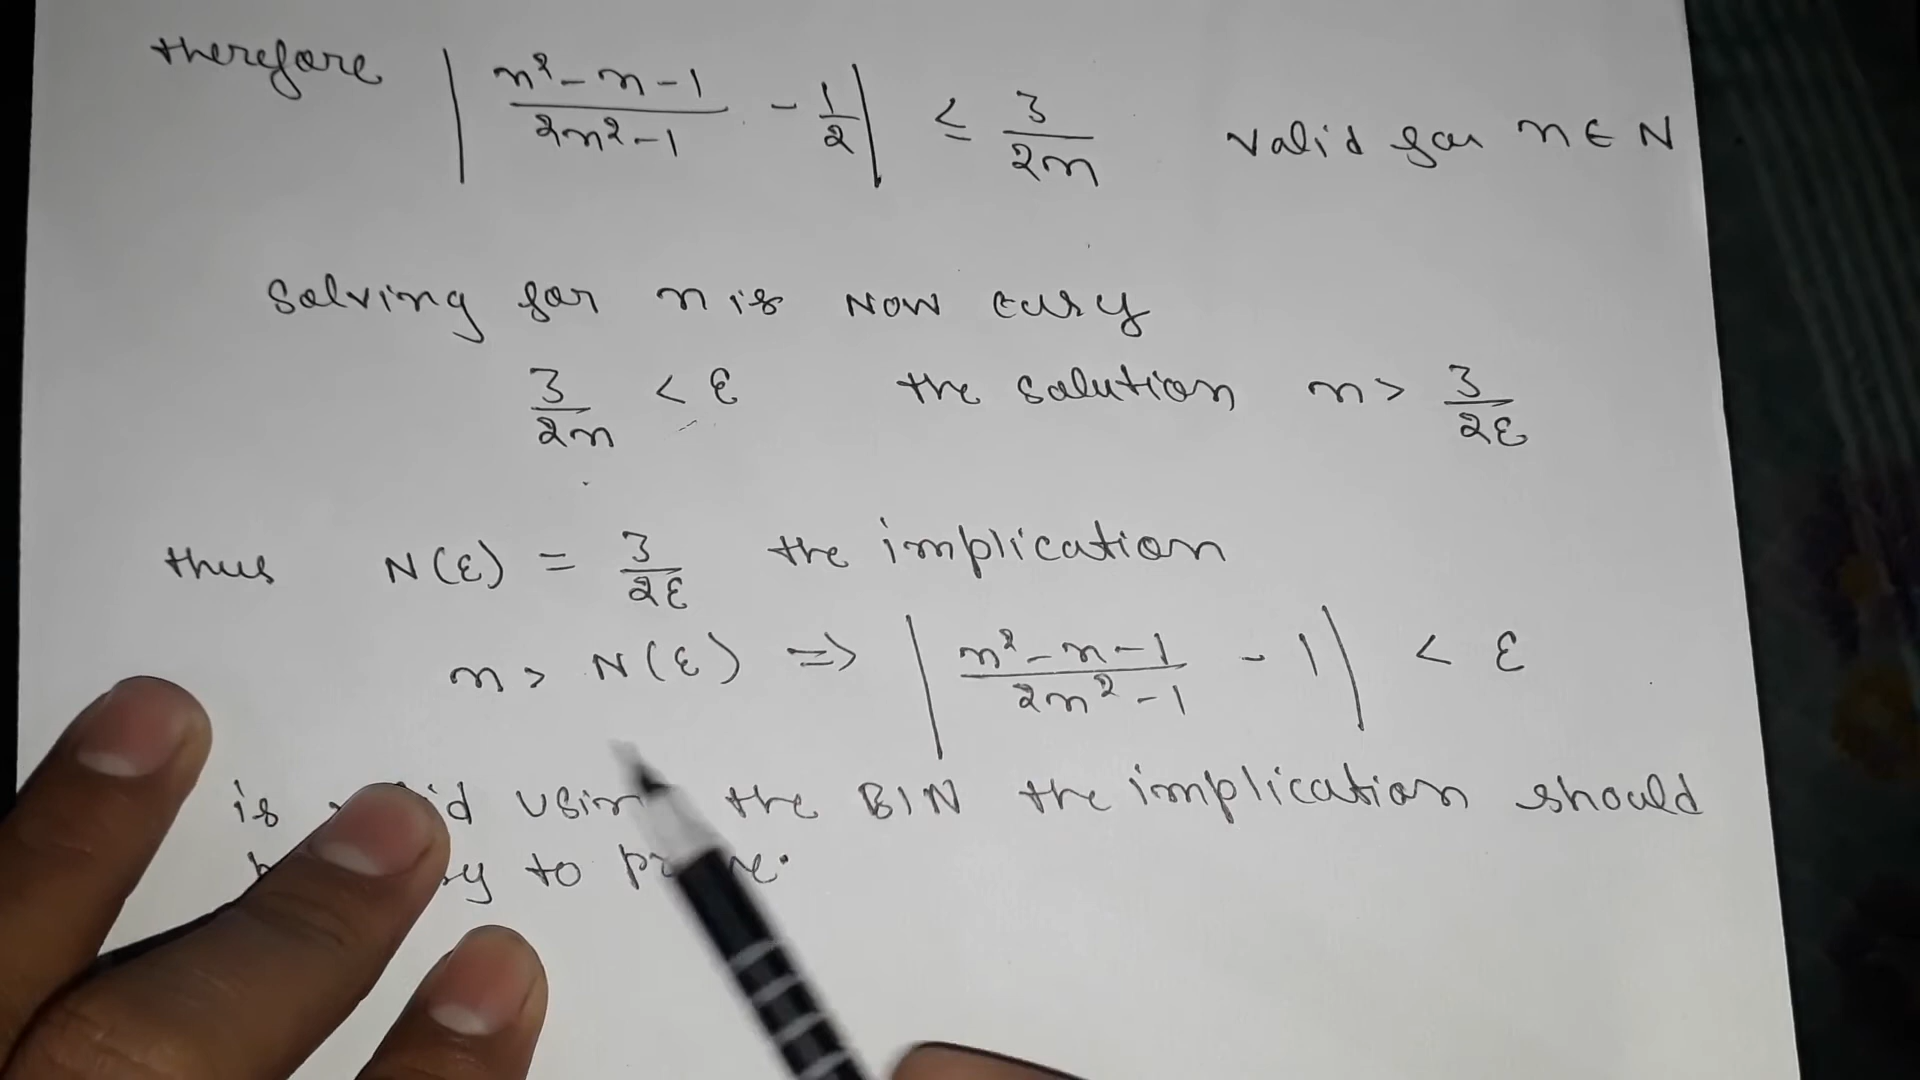 therefore | n²-n-1 / 2n²-1 - 1/2 | ≤ 3/2n valid for n ∈ N
Solving for n is NOW easy
3/2n < ε the solution n > 3/2ε
thus N(ε) = 3/2ε the implication
n > N(ε) => | n²-n-1 / 2n²-1 - 1 | < ε
is using the BIN the implication should
to